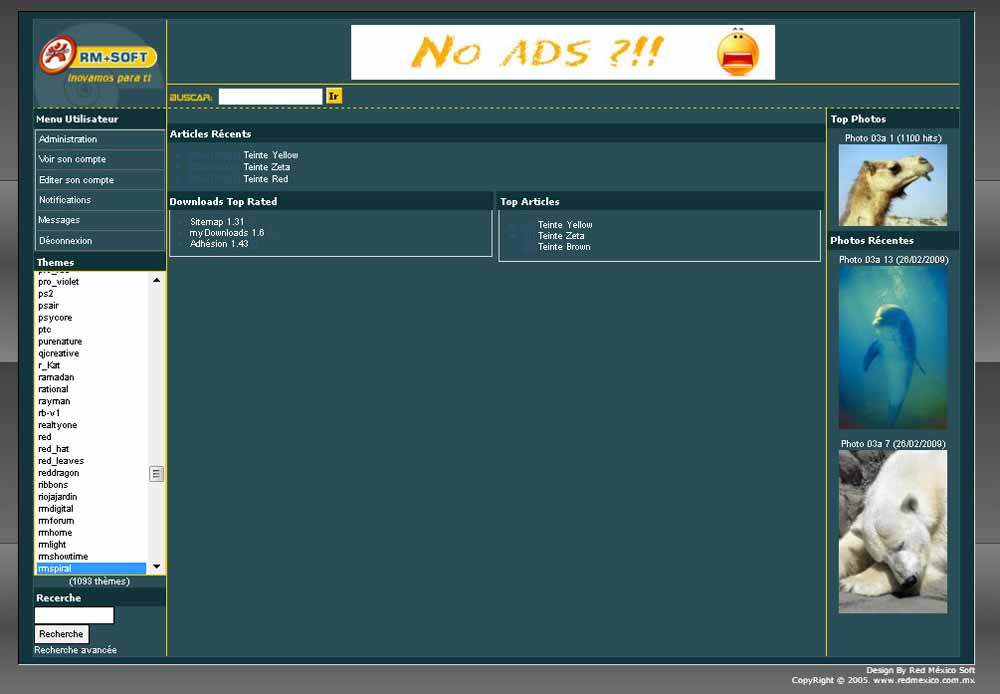 RM+SOFT
Inovamos para ti
No ADS ?!!
BUSCAR:
Ir
Menu Utilisateur
Administration
Voir son compte
Editer son compte
Notifications
Messages
Déconnexion
Themes
pro_violet
ps2
psair
psycore
ptc
purenature
qjcreative
r_Kat
ramadan
rational
rayman
rb-v1
realtyone
red
red_hat
red_leaves
reddragon
ribbons
riojajardin
rmdigital
rmforum
rmhome
rmlight
rmshowtime
rmspiral
(1093 thèmes)
Recerche
Recherche
Recherche avancée
Articles Récents
Teinte Yellow
Teinte Zeta
Teinte Red
Downloads Top Rated
Sitemap 1.31
myDownloads 1.6
Adhésion 1.43
Top Articles
Teinte Yellow
Teinte Zeta
Teinte Brown
Top Photos
Photo 03a 1 (1100 hits)
Photos Récentes
Photo 03a 13 (26/02/2009)
Photo 03a 7 (26/02/2009)
Design By Red México Soft
CopyRight © 2005. www.redmexico.com.mx